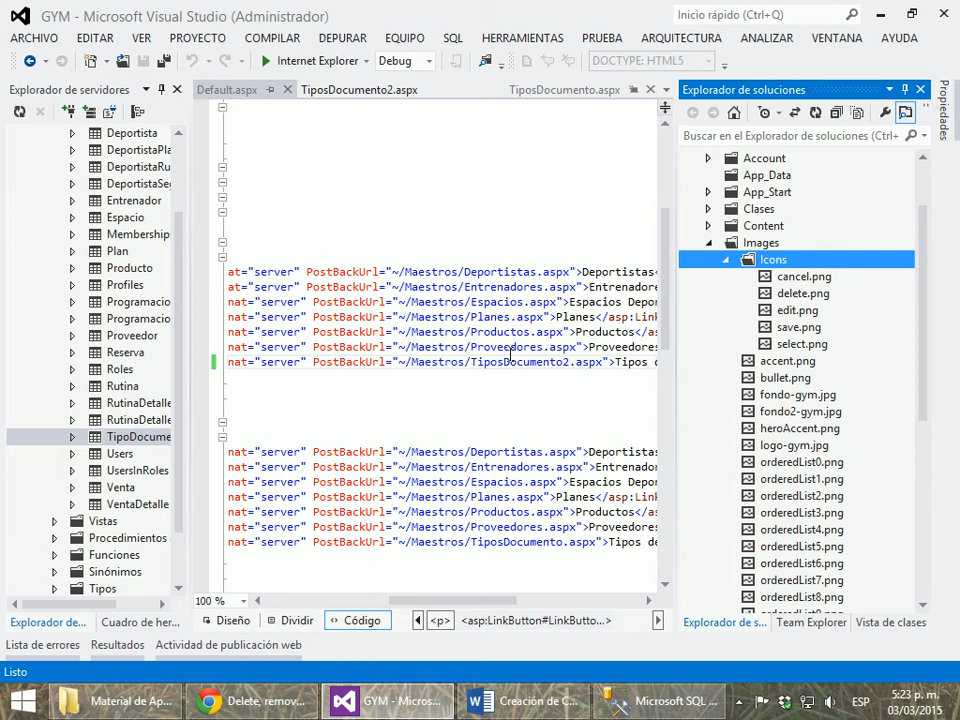 GYM - Microsoft Visual Studio (Administrador)
Inicio rápido (Ctrl+Q)
ARCHIVO EDITAR VER PROYECTO COMPILAR DEPURAR EQUIPO SQL HERRAMIENTAS PRUEBA ARQUITECTURA ANALIZAR VENTANA AYUDA
Internet Explorer Debug DOCTYPE: HTML5
Explorador de servidores
Deportista
DeportistaPla
DeportistaRu
DeportistaSe
Entrenador
Espacio
Membership
Plan
Producto
Profiles
Programacio
Programacio
Proveedor
Reserva
Roles
Rutina
RutinaDetalle
RutinaDetalle
TipoDocume
Users
UsersInRoles
Venta
VentaDetalle
Vistas
Procedimientos
Funciones
Sinónimos
Tipos
Explorador de... Cuadro de her...
Default.aspx TiposDocumento2.aspx TiposDocumento.aspx
at="server" PostBackUrl="~/Maestros/Deportistas.aspx">Deportistas<
at="server" PostBackUrl="~/Maestros/Entrenadores.aspx">Entrenadore
nat="server" PostBackUrl="~/Maestros/Espacios.aspx">Espacios Depor
nat="server" PostBackUrl="~/Maestros/Planes.aspx">Planes</asp:Link
nat="server" PostBackUrl="~/Maestros/Productos.aspx">Productos</as
nat="server" PostBackUrl="~/Maestros/Proveedores.aspx">Proveedores
nat="server" PostBackUrl="~/Maestros/TiposDocumento2.aspx">Tipos d
nat="server" PostBackUrl="~/Maestros/Deportistas.aspx">Deportistas
nat="server" PostBackUrl="~/Maestros/Entrenadores.aspx">Entrenador
nat="server" PostBackUrl="~/Maestros/Espacios.aspx">Espacios Depor
nat="server" PostBackUrl="~/Maestros/Planes.aspx">Planes</asp:Link
nat="server" PostBackUrl="~/Maestros/Productos.aspx">Productos</as
nat="server" PostBackUrl="~/Maestros/Proveedores.aspx">Proveedores
nat="server" PostBackUrl="~/Maestros/TiposDocumento.aspx">Tipos de
100 %
Diseño Dividir Código <p> <asp:LinkButton#LinkButto...>
Explorador de soluciones
Buscar en el Explorador de soluciones (Ctrl+
Account
App_Data
App_Start
Clases
Content
Images
Icons
cancel.png
delete.png
edit.png
save.png
select.png
accent.png
bullet.png
fondo-gym.jpg
fondo2-gym.jpg
heroAccent.png
logo-gym.jpg
orderedList0.png
orderedList1.png
orderedList2.png
orderedList3.png
orderedList4.png
orderedList5.png
orderedList6.png
orderedList7.png
orderedList8.png
orderedList9.png
Explorador de s... Team Explorer Vista de clases
Propiedades
Lista de errores Resultados Actividad de publicación web
Listo
Material de Ap... Delete, remov... GYM - Micros... Creación de C... Microsoft SQL ... ESP
5:23 p. m.
03/03/2015